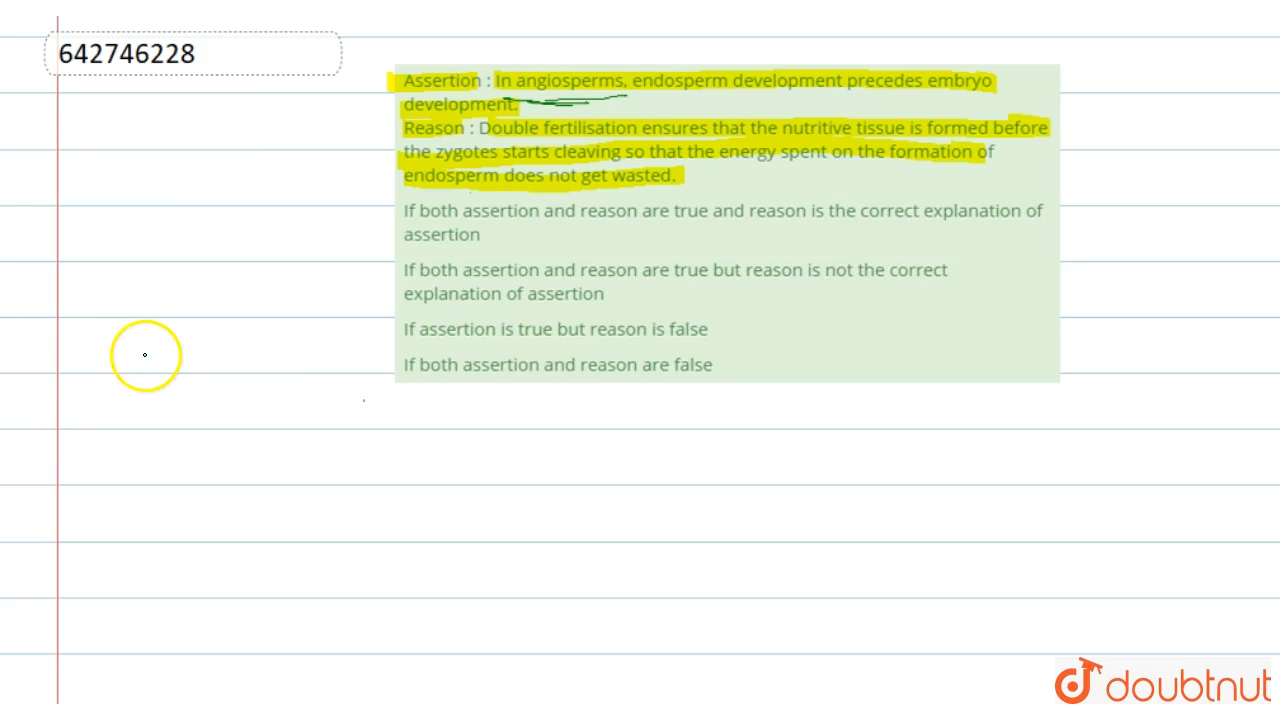 642746228
Assertion : In angiosperms, endosperm development precedes embryo
development.
Reason : Double fertilisation ensures that the nutritive tissue is formed before
the zygotes starts cleaving so that the energy spent on the formation of
endosperm does not get wasted.
If both assertion and reason are true and reason is the correct explanation of
assertion
If both assertion and reason are true but reason is not the correct
explanation of assertion
If assertion is true but reason is false
If both assertion and reason are false
doubtnut